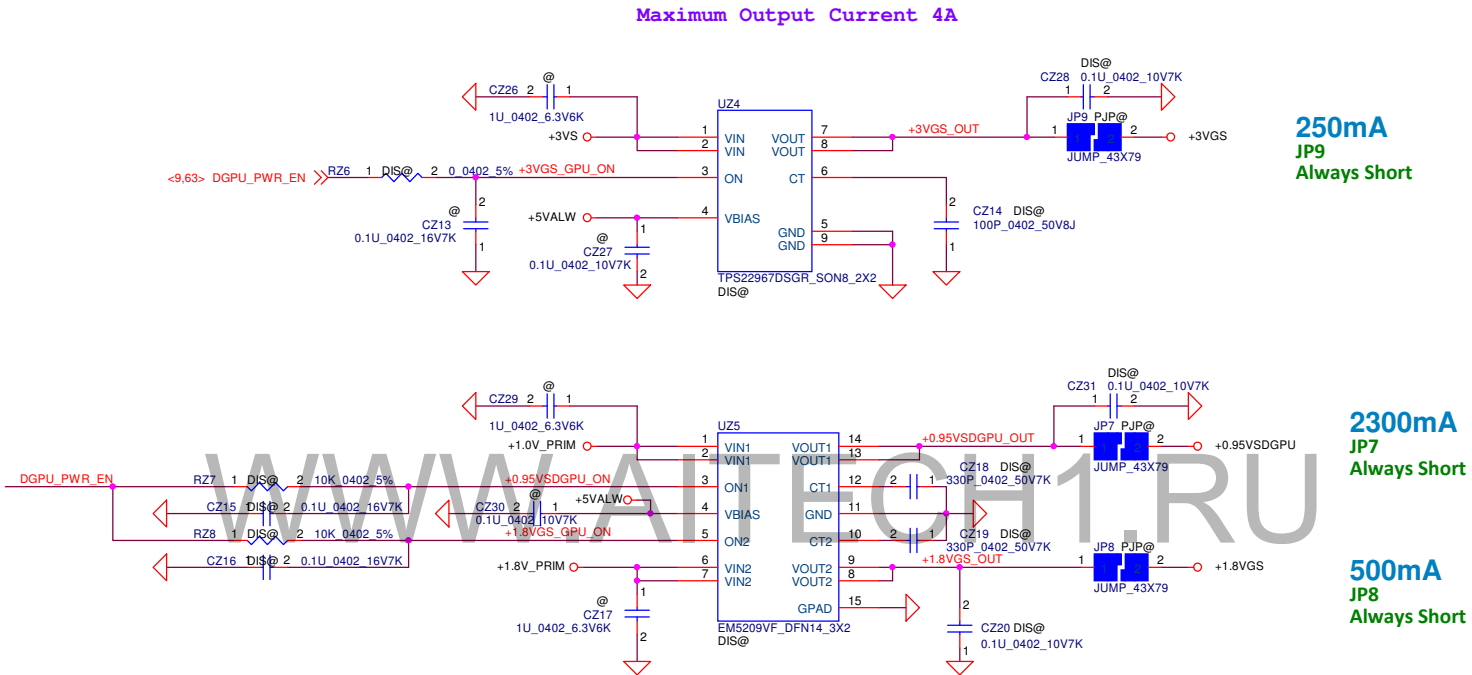 Maximum Output Current 4A
DIS@
CZ28 0.1U_0402_10V7K
1 2
@
CZ26 2 1
1U_0402_6.3V6K
UZ4
+3VS
1 VIN VOUT 7
2 VIN VOUT 8
+3VGS_OUT
JP9 PJP@
1 1 2 2
+3VGS
JUMP_43X79
250mA
JP9
Always Short
<9,63> DGPU_PWR_EN
RZ6 1 DIS@ 2 0_0402_5%
+3VGS_GPU_ON
3 ON CT 6
@
2
CZ13
0.1U_0402_16V7K
1
+5VALW
4 VBIAS
1
@
CZ27
0.1U_0402_10V7K
2
GND 5
GND 9
2
CZ14 DIS@
100P_0402_50V8J
1
TPS22967DSGR_SON8_2X2
DIS@
DIS@
CZ31 0.1U_0402_10V7K
1 2
@
CZ29 2 1
1U_0402_6.3V6K
UZ5
+1.0V_PRIM
1 VIN1 VOUT1 14
2 VIN1 VOUT1 13
+0.95VSDGPU_OUT
JP7 PJP@
1 1 2 2
+0.95VSDGPU
JUMP_43X79
2300mA
JP7
Always Short
DGPU_PWR_EN
RZ7 1 DIS@ 2 10K_0402_5%
+0.95VSDGPU_ON
3 ON1 CT1 12
CZ18 DIS@
330P_0402_50V7K
2 1
CZ15 1 DIS@ 2 0.1U_0402_16V7K
@
+5VALW
CZ30 2 1
0.1U_0402_10V7K
4 VBIAS GND 11
RZ8 1 DIS@ 2 10K_0402_5%
+1.8VGS_GPU_ON
5 ON2 CT2 10
2 1
CZ19 DIS@
330P_0402_50V7K
CZ16 1 DIS@ 2 0.1U_0402_16V7K
+1.8V_PRIM
6 VIN2 VOUT2 9
7 VIN2 VOUT2 8
+1.8VGS_OUT
JP8 PJP@
1 1 2 2
+1.8VGS
JUMP_43X79
500mA
JP8
Always Short
1
@
CZ17
1U_0402_6.3V6K
2
GPAD 15
2
CZ20 DIS@
0.1U_0402_10V7K
1
EM5209VF_DFN14_3X2
DIS@
WWW.AITECH1.RU